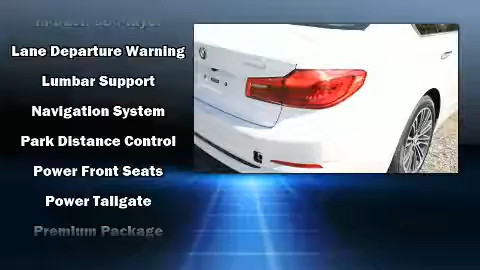 Lane Departure Warning
Lumbar Support
Navigation System
Park Distance Control
Power Front Seats
Power Tailgate
Premium Package